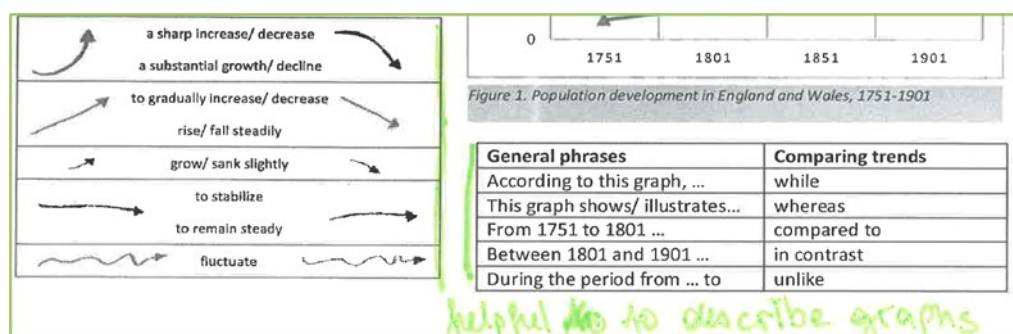 a sharp increase/ decrease
a substantial growth/ decline
to gradually increase/ decrease
rise/ fall steadily
grow/ sank slightly
to stabilize
to remain steady
fluctuate
0
1751 1801 1851 1901
Figure 1. Population development in England and Wales, 1751-1901
General phrases Comparing trends
According to this graph, ... while
This graph shows/ illustrates... whereas
From 1751 to 1801 ... compared to
Between 1801 and 1901 ... in contrast
During the period from ... to unlike
helpful to describe graphs